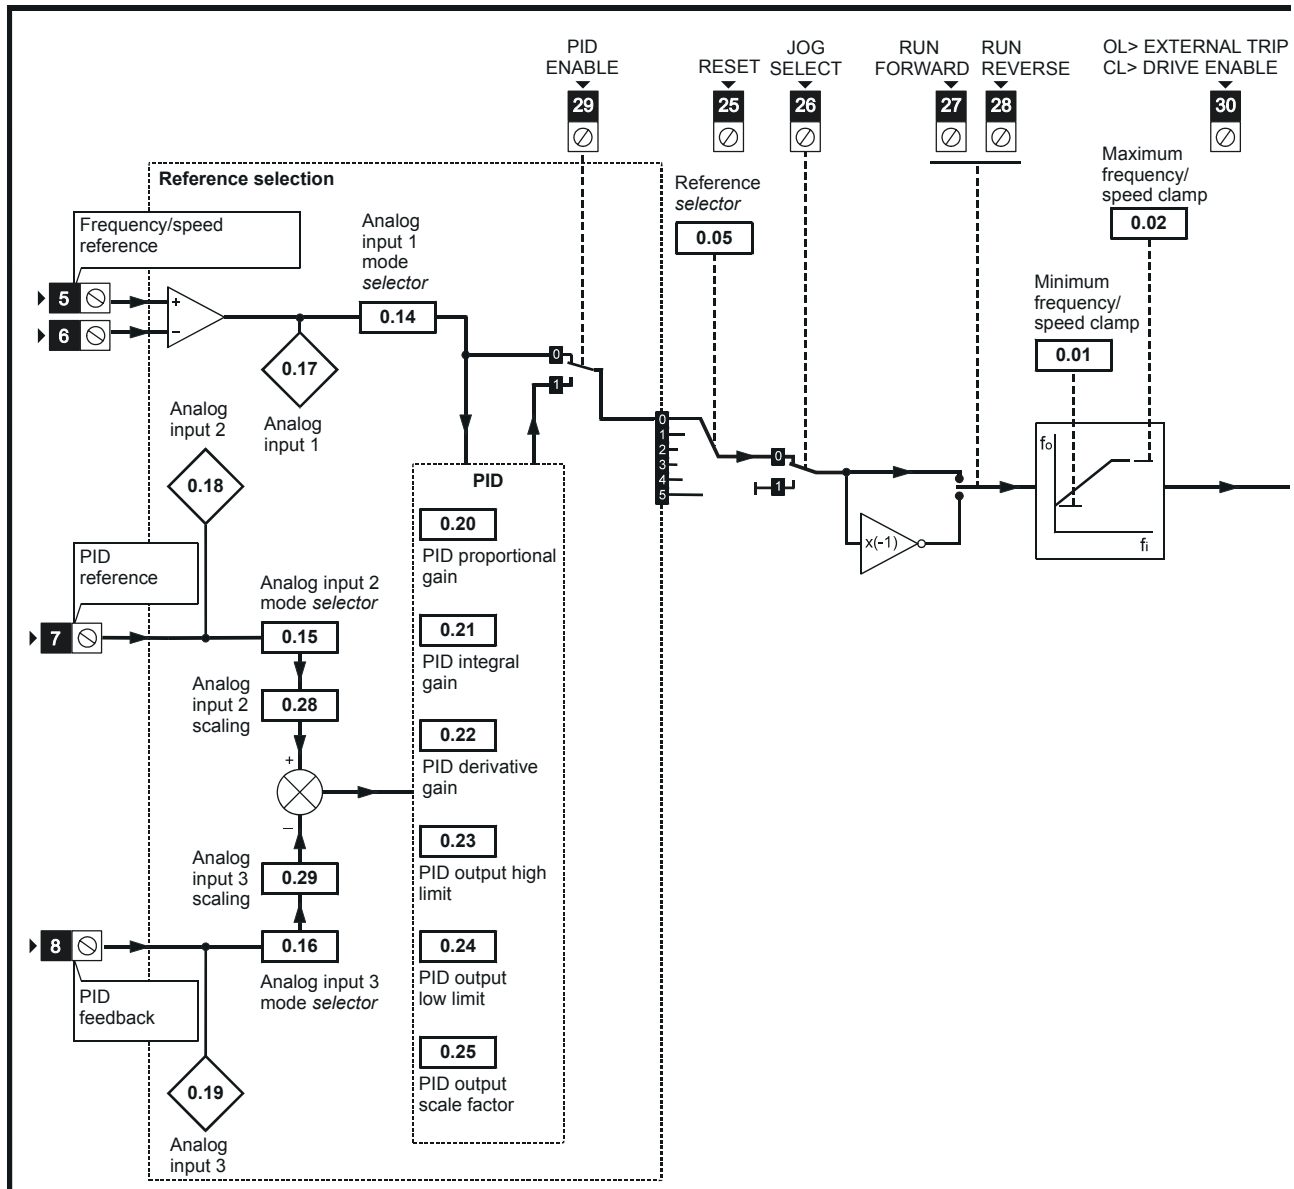 PID
ENABLE
29
RESET
25
JOG
SELECT
26
RUN
FORWARD
27
RUN
REVERSE
28
OL> EXTERNAL TRIP
CL> DRIVE ENABLE
30
Reference selection
Frequency/speed
reference
5
6
+
−
Analog
input 1
mode
selector
0.14
0.17
Analog
input 1
0
1
Reference
selector
0.05
0
1
2
3
4
5
0
1
x(-1)
Maximum
frequency/
speed clamp
0.02
Minimum
frequency/
speed clamp
0.01
fo
fi
Analog
input 2
0.18
PID
reference
7
Analog input 2
mode selector
0.15
Analog
input 2
scaling
0.28
+
−
Analog
input 3
scaling
0.29
0.16
Analog input 3
mode selector
8
PID
feedback
0.19
Analog
input 3
PID
0.20
PID proportional
gain
0.21
PID integral
gain
0.22
PID derivative
gain
0.23
PID output high
limit
0.24
PID output
low limit
0.25
PID output
scale factor